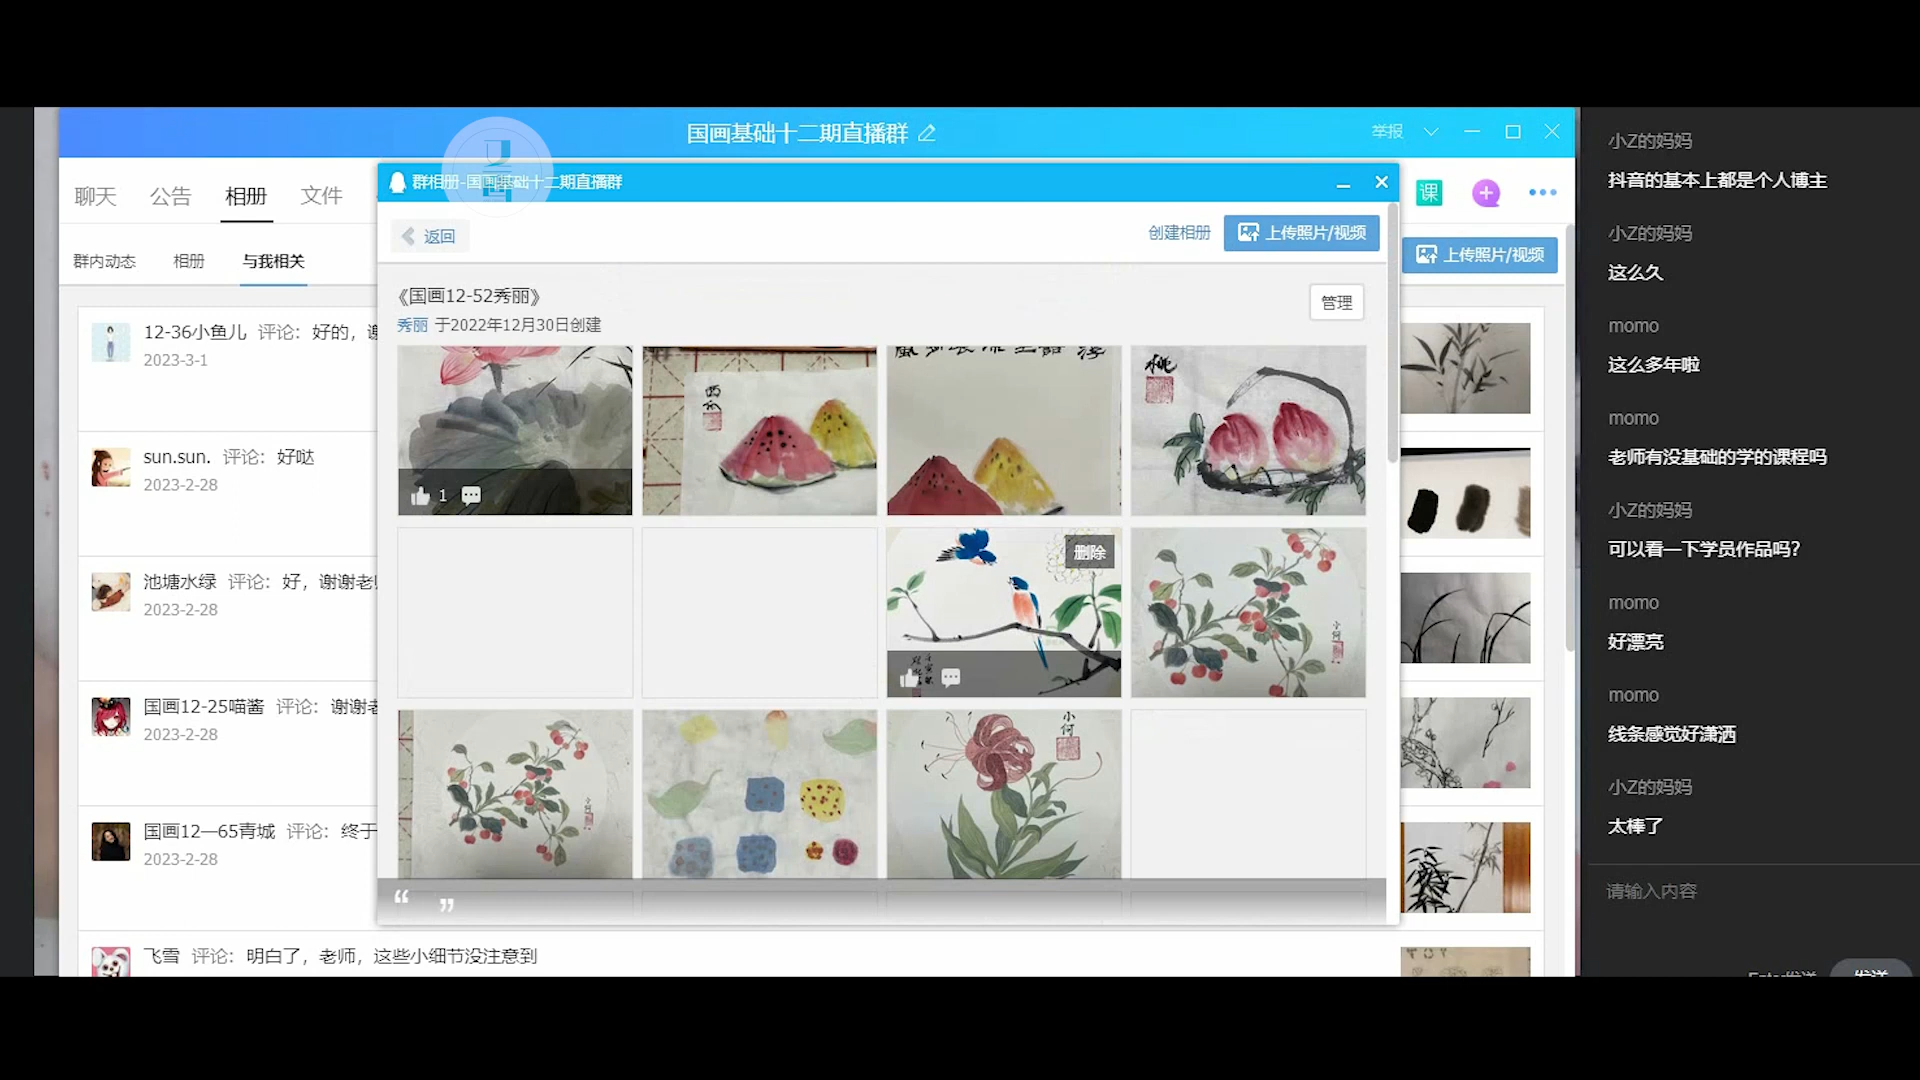 国画基础十二期直播群
举报
聊天
公告
相册
文件
群相册-国画基础十二期直播群
课
返回
创建相册
上传照片/视频
上传照片/视频
群内动态
相册
与我相关
《国画12-52秀丽》
管理
秀丽 于2022年12月30日创建
12-36小鱼儿 评论：好的，
2023-3-1
sun.sun. 评论：好哒
2023-2-28
池塘水绿 评论：好，谢谢老
2023-2-28
国画12-25喵酱 评论：谢谢
2023-2-28
国画12—65青城 评论：终于
2023-2-28
飞雪 评论：明白了，老师，这些小细节没注意到
1
桃
删除
小何
小Z的妈妈
抖音的基本上都是个人博主
小Z的妈妈
这么久
momo
这么多年啦
momo
老师有没基础的学的课程吗
小Z的妈妈
可以看一下学员作品吗？
momo
好漂亮
momo
线条感觉好潇洒
小Z的妈妈
太棒了
请输入内容
Enter发送
发送